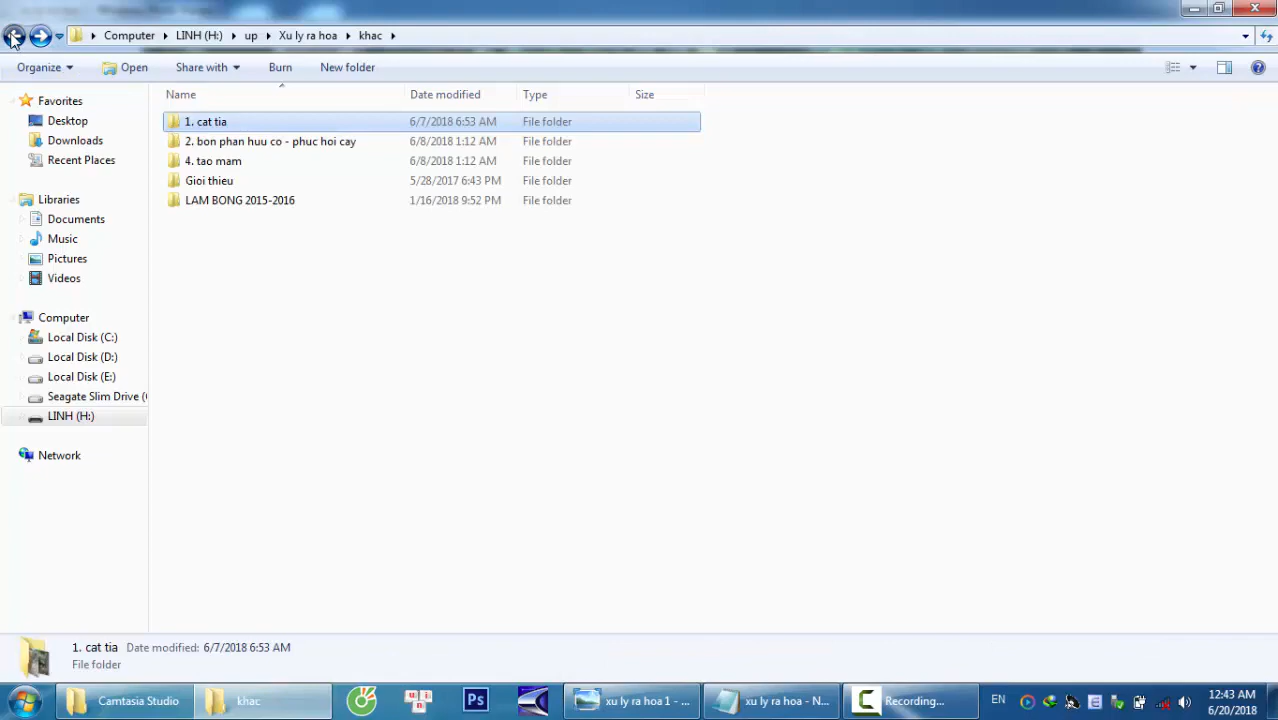 Computer LINH (H:) up Xu ly ra hoa khac
Organize Open Share with Burn New folder
Name Date modified Type Size
Favorites
Desktop
Downloads
Recent Places
Libraries
Documents
Music
Pictures
Videos
Computer
Local Disk (C:)
Local Disk (D:)
Local Disk (E:)
Seagate Slim Drive (
LINH (H:)
Network
1. cat tia 6/7/2018 6:53 AM File folder
2. bon phan huu co - phuc hoi cay 6/8/2018 1:12 AM File folder
4. tao mam 6/8/2018 1:12 AM File folder
Gioi thieu 5/28/2017 6:43 PM File folder
LAM BONG 2015-2016 1/16/2018 9:52 PM File folder
1. cat tia Date modified: 6/7/2018 6:53 AM
File folder
Camtasia Studio khac Ps xu ly ra hoa 1 - ... xu ly ra hoa - N... Recording... EN 12:43 AM
6/20/2018